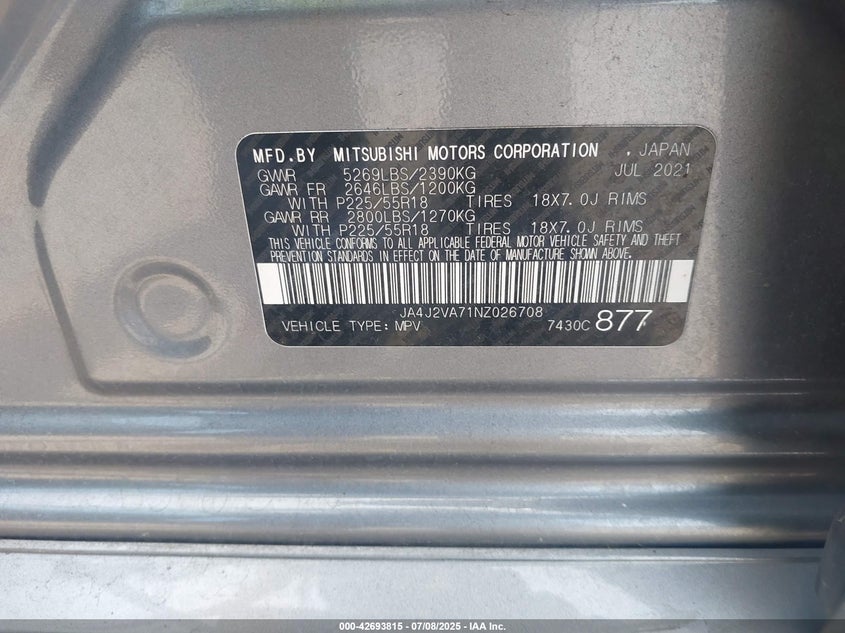 MFD.BY MITSUBISHI MOTORS CORPORATION , JAPAN
GVWR 5269LBS/2390KG JUL 2021
GAWR FR 2646LBS/1200KG
WITH P225/55R18 TIRES 18X7.0J RIMS
GAWR RR 2800LBS/1270KG
WITH P225/55R18 TIRES 18X7.0J RIMS
THIS VEHICLE CONFORMS TO ALL APPLICABLE FEDERAL MOTOR VEHICLE SAFETY AND THEFT
PREVENTION STANDARDS IN EFFECT ON THE DATE OF MANUFACTURE SHOWN ABOVE.
JA4J2VA71NZ026708
VEHICLE TYPE: MPV 7430C 877
000-42693815 - 07/08/2025 - IAA Inc.